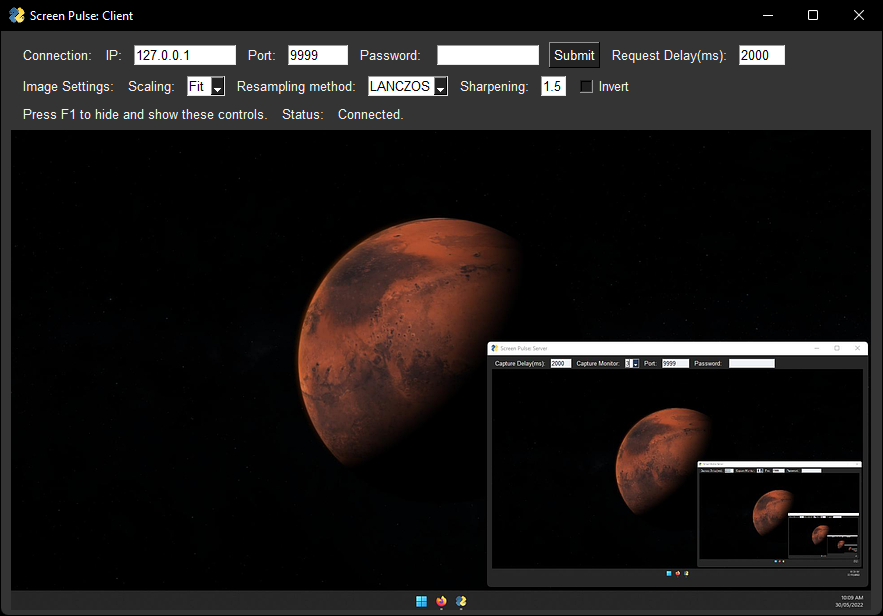 Screen Pulse: Client
Connection: IP: 127.0.0.1 Port: 9999 Password: Submit Request Delay(ms): 2000
Image Settings: Scaling: Fit Resampling method: LANCZOS Sharpening: 1.5 Invert
Press F1 to hide and show these controls. Status: Connected.
Screen Pulse: Server
Capture Delay(ms): 2000 Capture Monitor: 3 Port: 9999 Password:
10:09 AM
30/05/2022